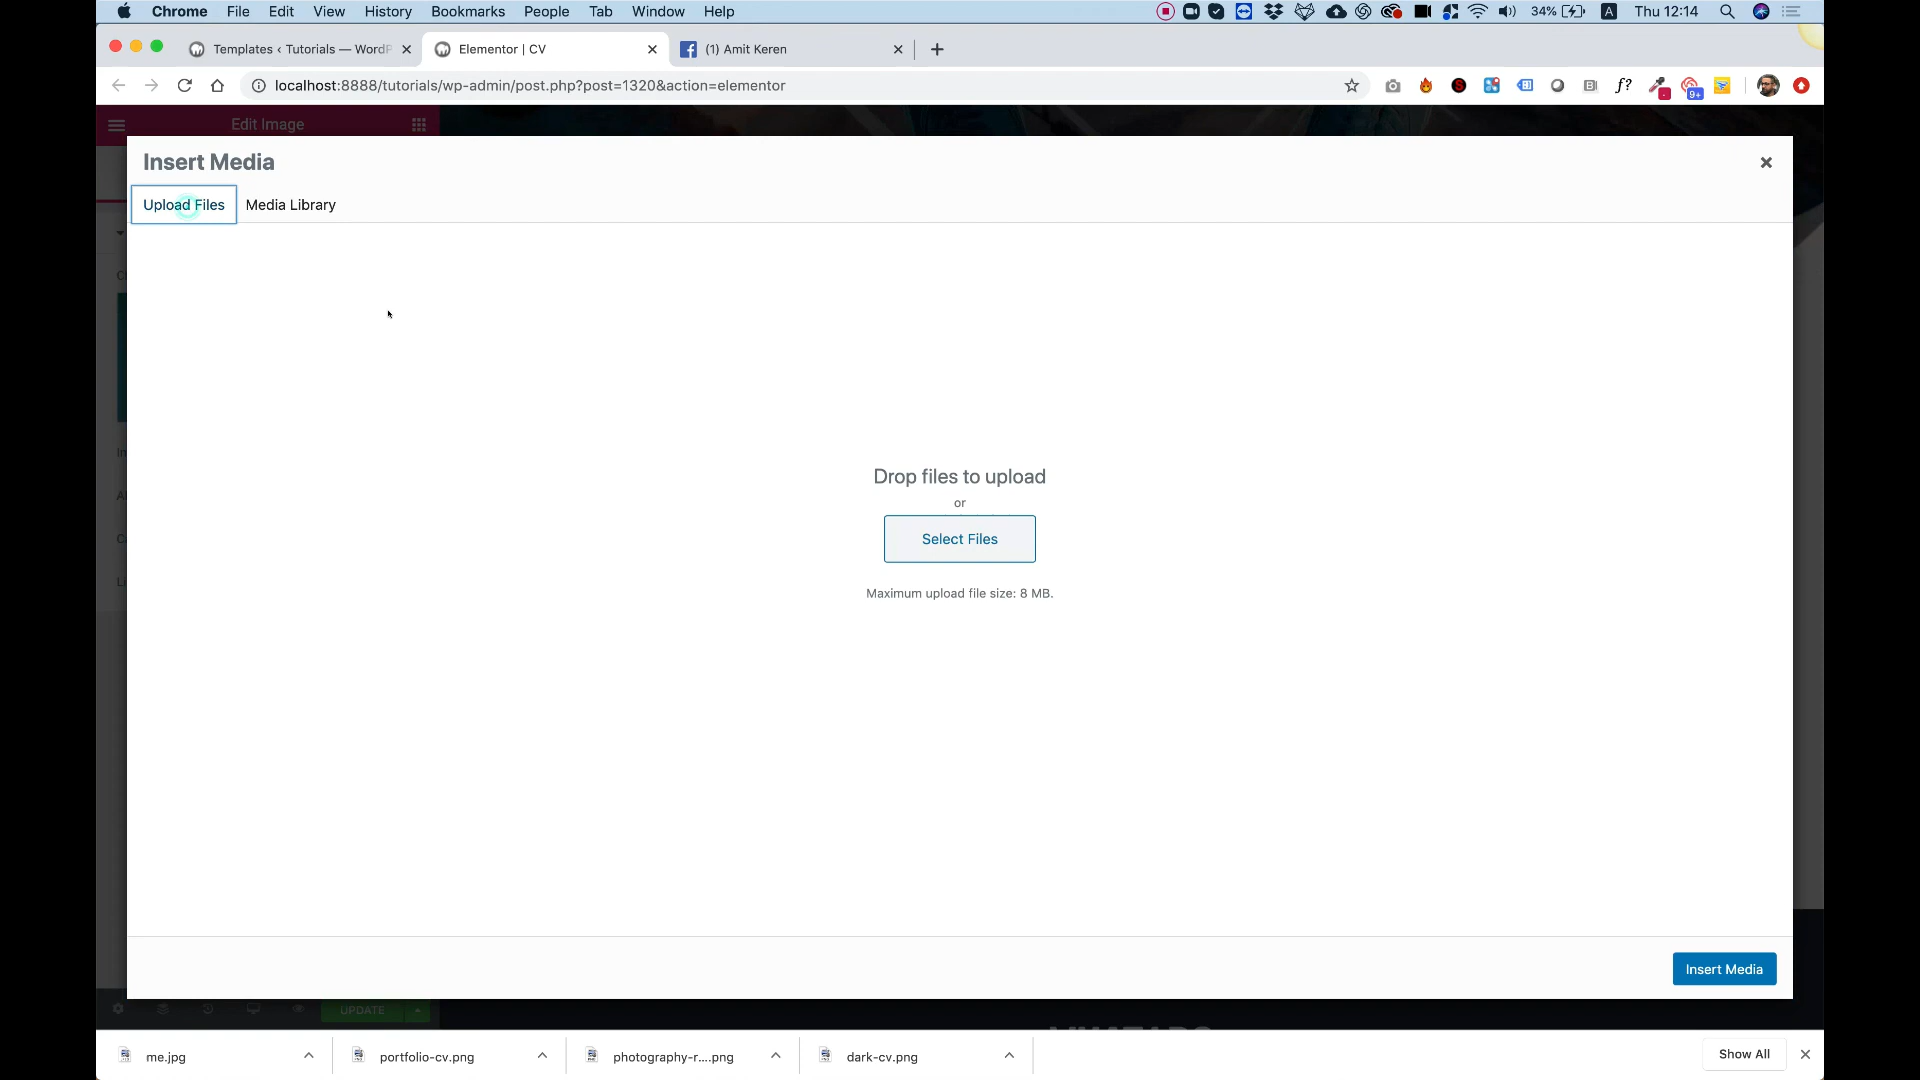 Chrome File Edit View History Bookmarks People Tab Window Help
34% A Thu 12:14
Templates ‹ Tutorials — WordP
Elementor | CV
(1) Amit Keren
localhost:8888/tutorials/wp-admin/post.php?post=1320&action=elementor
f?
9+
Edit Image
Insert Media
Upload Files
Media Library
Drop files to upload
or
Select Files
Maximum upload file size: 8 MB.
Insert Media
UPDATE
me.jpg
portfolio-cv.png
photography-r....png
dark-cv.png
Show All